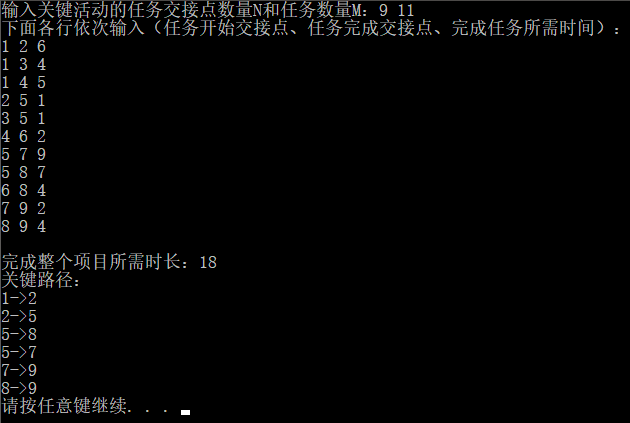 输入关键活动的任务交接点数量N和任务数量M：9 11
下面各行依次输入（任务开始交接点、任务完成交接点、完成任务所需时间）：
1 2 6
1 3 4
1 4 5
2 5 1
3 5 1
4 6 2
5 7 9
5 8 7
6 8 4
7 9 2
8 9 4
完成整个项目所需时长：18
关键路径：
1->2
2->5
5->8
5->7
7->9
8->9
请按任意键继续. . .